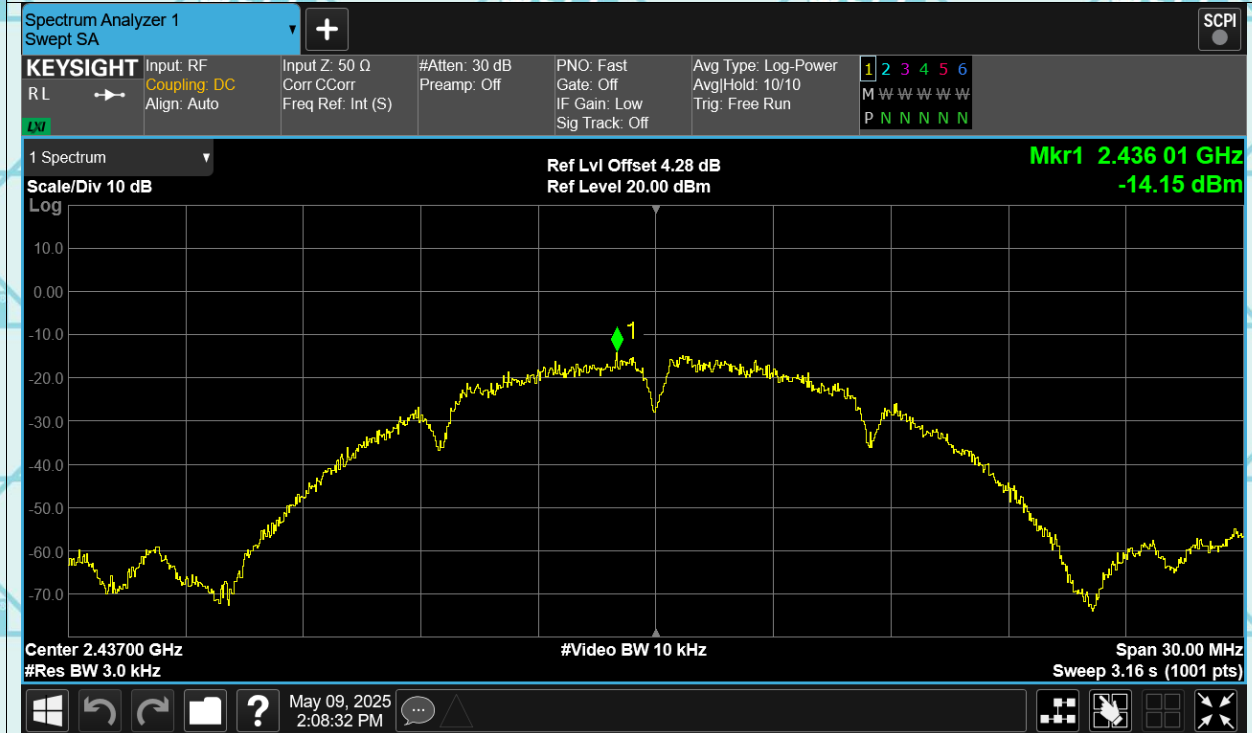 Spectrum Analyzer 1
Swept SA
+
SCPI
KEYSIGHT
R L
LXI
Input: RF
Coupling: DC
Align: Auto
Input Z: 50 Ω
Corr CCorr
Freq Ref: Int (S)
#Atten: 30 dB
Preamp: Off
PNO: Fast
Gate: Off
IF Gain: Low
Sig Track: Off
Avg Type: Log-Power
Avg|Hold: 10/10
Trig: Free Run
1 2 3 4 5 6
M W W W W W
P N N N N N
1 Spectrum
Scale/Div 10 dB
Log
Ref Lvl Offset 4.28 dB
Ref Level 20.00 dBm
Mkr1 2.436 01 GHz
-14.15 dBm
10.0
0.00
-10.0
-20.0
-30.0
-40.0
-50.0
-60.0
-70.0
1
Center 2.43700 GHz
#Res BW 3.0 kHz
#Video BW 10 kHz
Span 30.00 MHz
Sweep 3.16 s (1001 pts)
?
May 09, 2025
2:08:32 PM